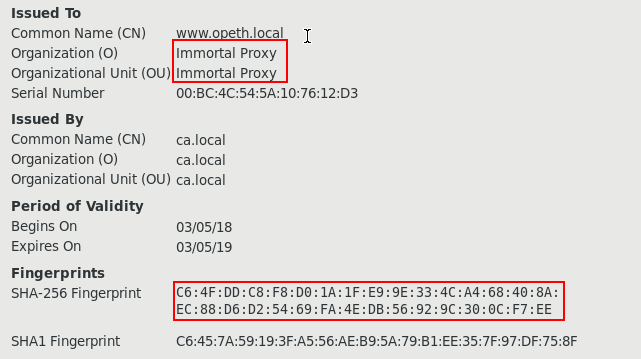 Issued To
Common Name (CN) www.opeth.local
Organization (O) Immortal Proxy
Organizational Unit (OU) Immortal Proxy
Serial Number 00:BC:4C:54:5A:10:76:12:D3
Issued By
Common Name (CN) ca.local
Organization (O) ca.local
Organizational Unit (OU) ca.local
Period of Validity
Begins On 03/05/18
Expires On 03/05/19
Fingerprints
SHA-256 Fingerprint C6:4F:DD:C8:F8:D0:1A:1F:E9:9E:33:4C:A4:68:40:8A:
EC:88:D6:D2:54:69:FA:4E:DB:56:92:9C:30:0C:F7:EE
SHA1 Fingerprint C6:45:7A:59:19:3F:A5:56:AE:B9:5A:79:B1:EE:35:7F:97:DF:75:8F